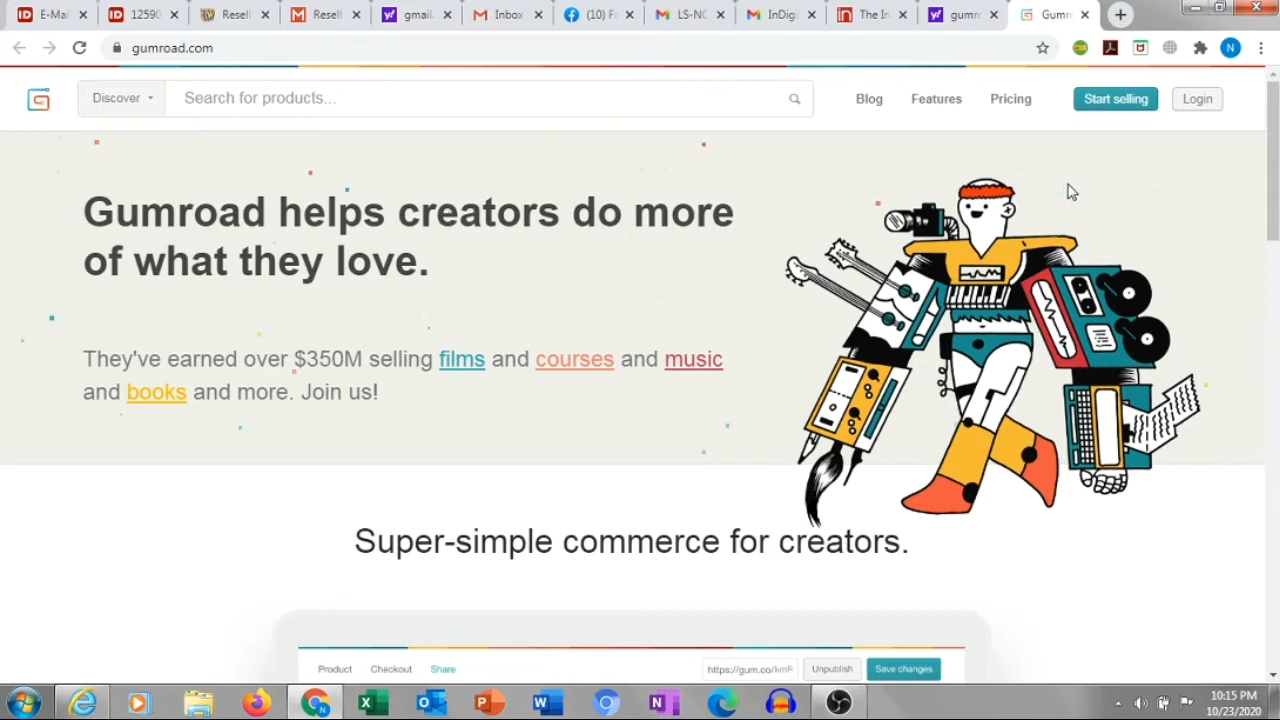 E-Mai
12590
Resell
Resell
gmail.
Inbox
(10) Fa
LS-NC
InDig
The In
gumro
Gumro
gumroad.com
N
Discover
Search for products...
Blog
Features
Pricing
Start selling
Login
Gumroad helps creators do more
of what they love.
They've earned over $350M selling films and courses and music
and books and more. Join us!
Super-simple commerce for creators.
Product
Checkout
Share
https://gum.co/kmR
Unpublish
Save changes
10:15 PM
10/23/2020